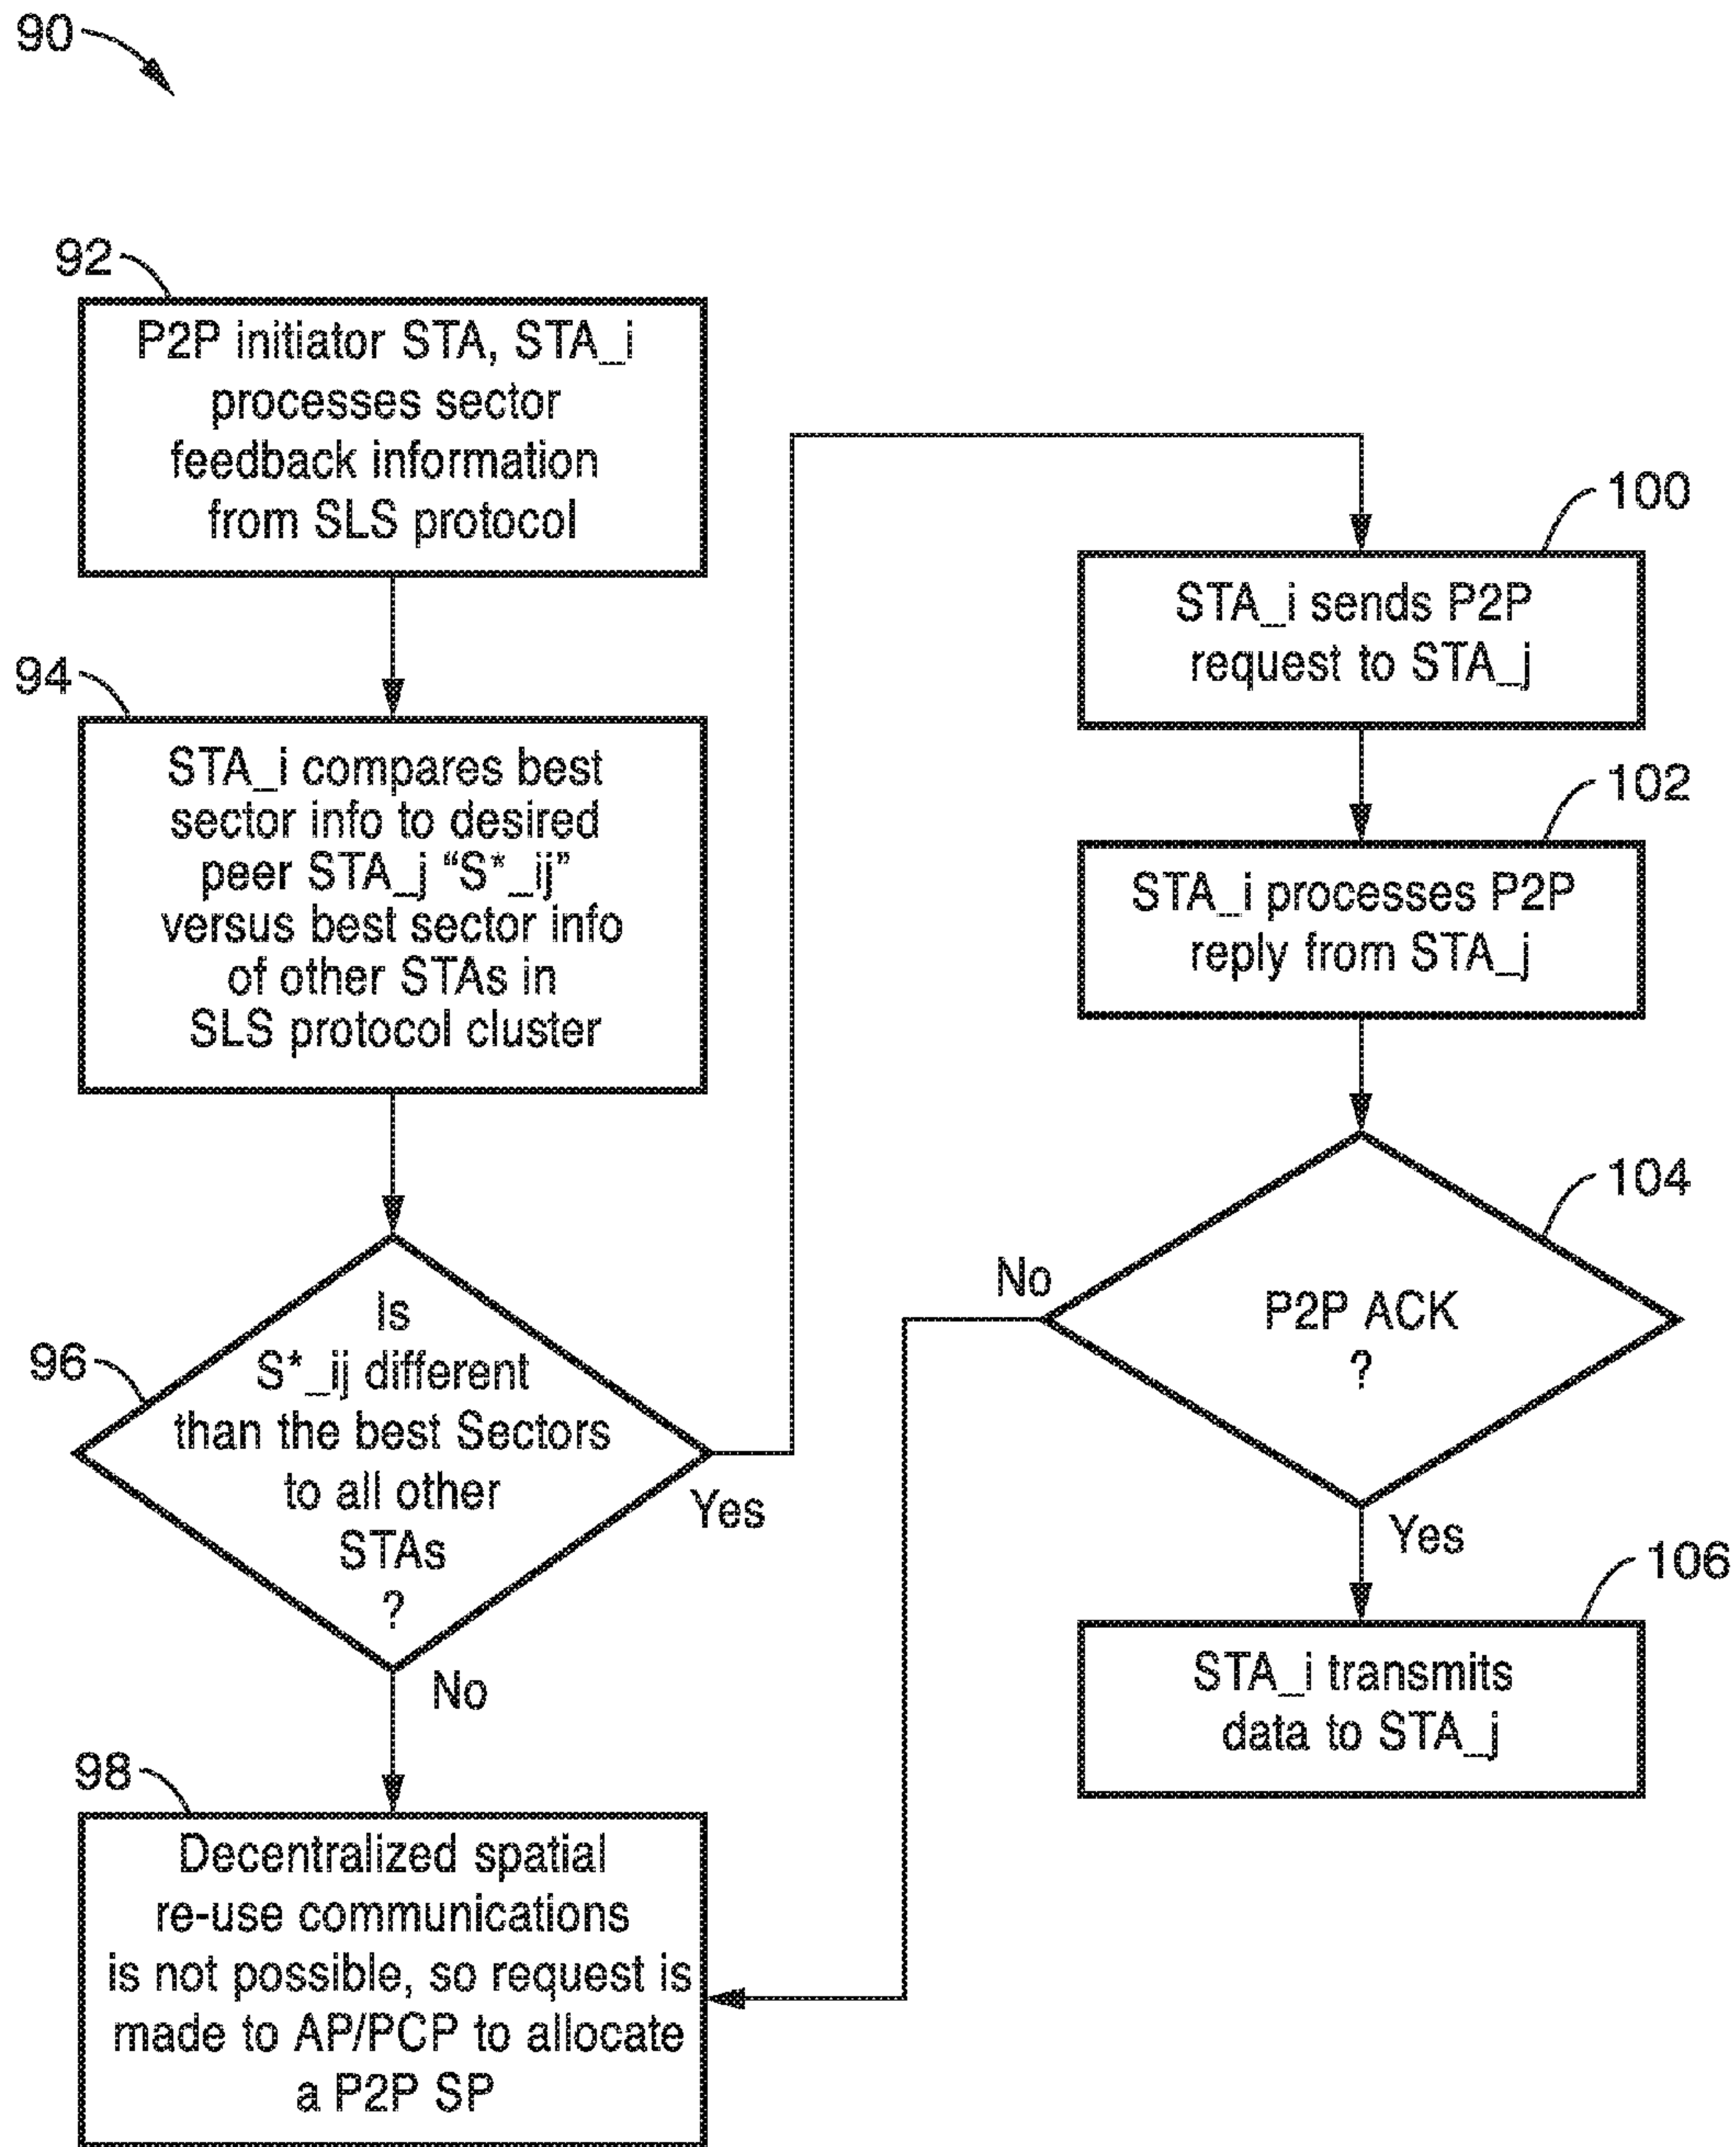 90
92
P2P initiator STA, STA_i
processes sector
feedback information
from SLS protocol
94
STA_i compares best
sector info to desired
peer STA_j “S*_ij”
versus best sector info
of other STAs in
SLS protocol cluster
96
Is
S*_ij different
than the best Sectors
to all other
STAs
?
Yes
No
98
Decentralized spatial
re-use communications
is not possible, so request is
made to AP/PCP to allocate
a P2P SP
100
STA_i sends P2P
request to STA_j
102
STA_i processes P2P
reply from STA_j
104
P2P ACK
?
No
Yes
106
STA_i transmits
data to STA_j